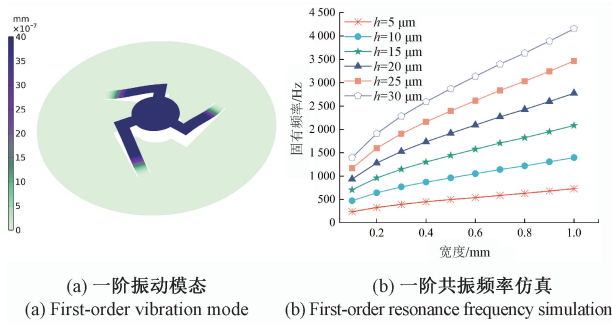 mm
×10⁻⁷
40
35
30
25
20
15
10
5
0
4 500
4 000
3 500
3 000
2 500
2 000
1 500
1 000
500
0
固有频率/Hz
h=5 μm
h=10 μm
h=15 μm
h=20 μm
h=25 μm
h=30 μm
0.2 0.4 0.6 0.8 1.0
宽度/mm
(a) 一阶振动模态
(a) First-order vibration mode
(b) 一阶共振频率仿真
(b) First-order resonance frequency simulation